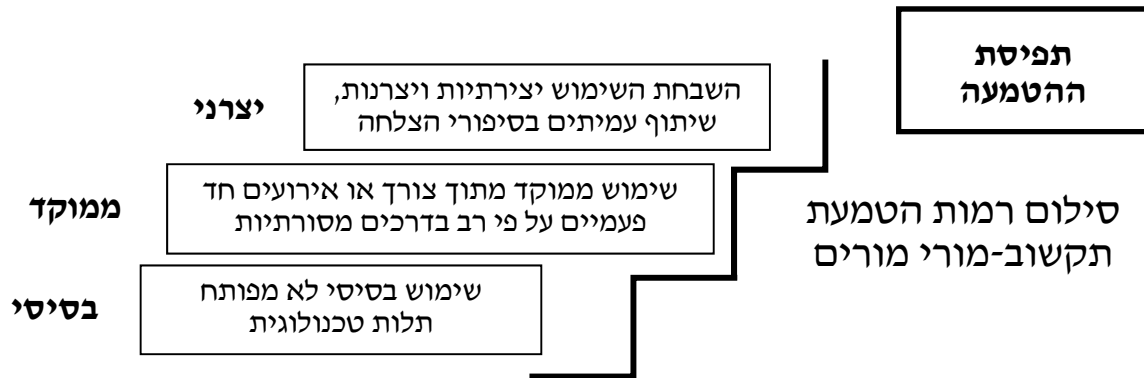 תפיסת
ההטמעה
סילום רמות הטמעת
תקשוב-מורי מורים
השבחת השימוש יצירתיות ויצרנות,
שיתוף עמיתים בסיפורי הצלחה
יצרני
שימוש ממוקד מתוך צורך או אירועים חד
פעמיים על פי רב בדרכים מסורתיות
ממוקד
שימוש בסיסי לא מפותח
תלות טכנולוגית
בסיסי